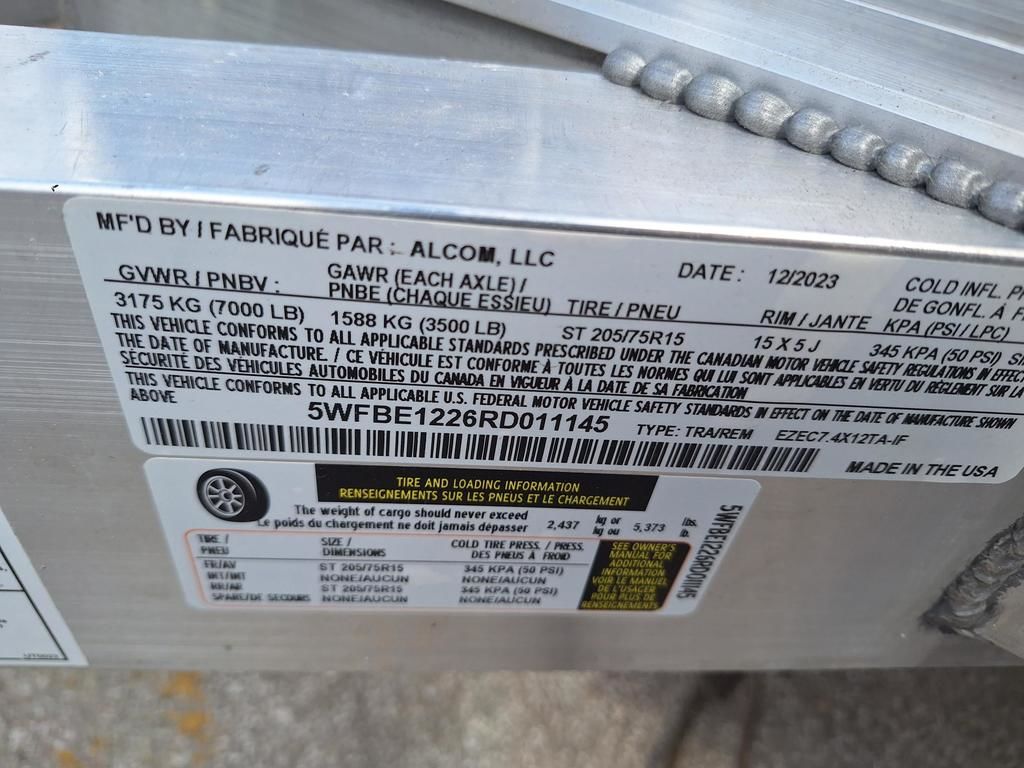 MF'D BY / FABRIQUÉ PAR : ALCOM, LLC
DATE : 12/2023
GVWR / PNBV :
GAWR (EACH AXLE) /
PNBE (CHAQUE ESSIEU)
TIRE / PNEU
RIM / JANTE
COLD INFL.
DE GONFL. À
KPA (PSI / LPC)
3175 KG (7000 LB)
1588 KG (3500 LB)
ST 205/75R15
15 X 5 J
345 KPA (50 PSI)
THIS VEHICLE CONFORMS TO ALL APPLICABLE STANDARDS PRESCRIBED UNDER THE CANADIAN MOTOR VEHICLE SAFETY REGULATIONS IN EFFECT
THE DATE OF MANUFACTURE. / CE VÉHICULE EST CONFORME À TOUTES LES NORMES QUI LUI SONT APPLICABLES EN VERTU DU RÈGLEMENT SUR LA
SÉCURITÉ DES VÉHICULES AUTOMOBILES DU CANADA EN VIGUEUR À LA DATE DE SA FABRICATION
THIS VEHICLE CONFORMS TO ALL APPLICABLE U.S. FEDERAL MOTOR VEHICLE SAFETY STANDARDS IN EFFECT ON THE DATE OF MANUFACTURE SHOWN
ABOVE
5WFBE1226RD011145
TYPE: TRA/REM
EZEC7.4X12TA-IF
MADE IN THE USA
TIRE AND LOADING INFORMATION
RENSEIGNEMENTS SUR LES PNEUS ET LE CHARGEMENT
The weight of cargo should never exceed
Le poids du chargement ne doit jamais dépasser
2,437
kg or
kg ou
5,373
lbs.
lb.
TIRE /
PNEU
SIZE /
DIMENSIONS
COLD TIRE PRESS. / PRESS.
DES PNEUS À FROID
FR/AV ST 205/75R15 345 KPA (50 PSI)
INT/INT NONE/AUCUN NONE/AUCUN
RR/AR ST 205/75R15 345 KPA (50 PSI)
SPARE/DE SECOURS NONE/AUCUN NONE/AUCUN
SEE OWNER'S
MANUAL FOR
ADDITIONAL
INFORMATION
VOIR LE MANUEL
DE L'USAGER
POUR PLUS DE
RENSEIGNEMENTS
5WFBE1226RD011145